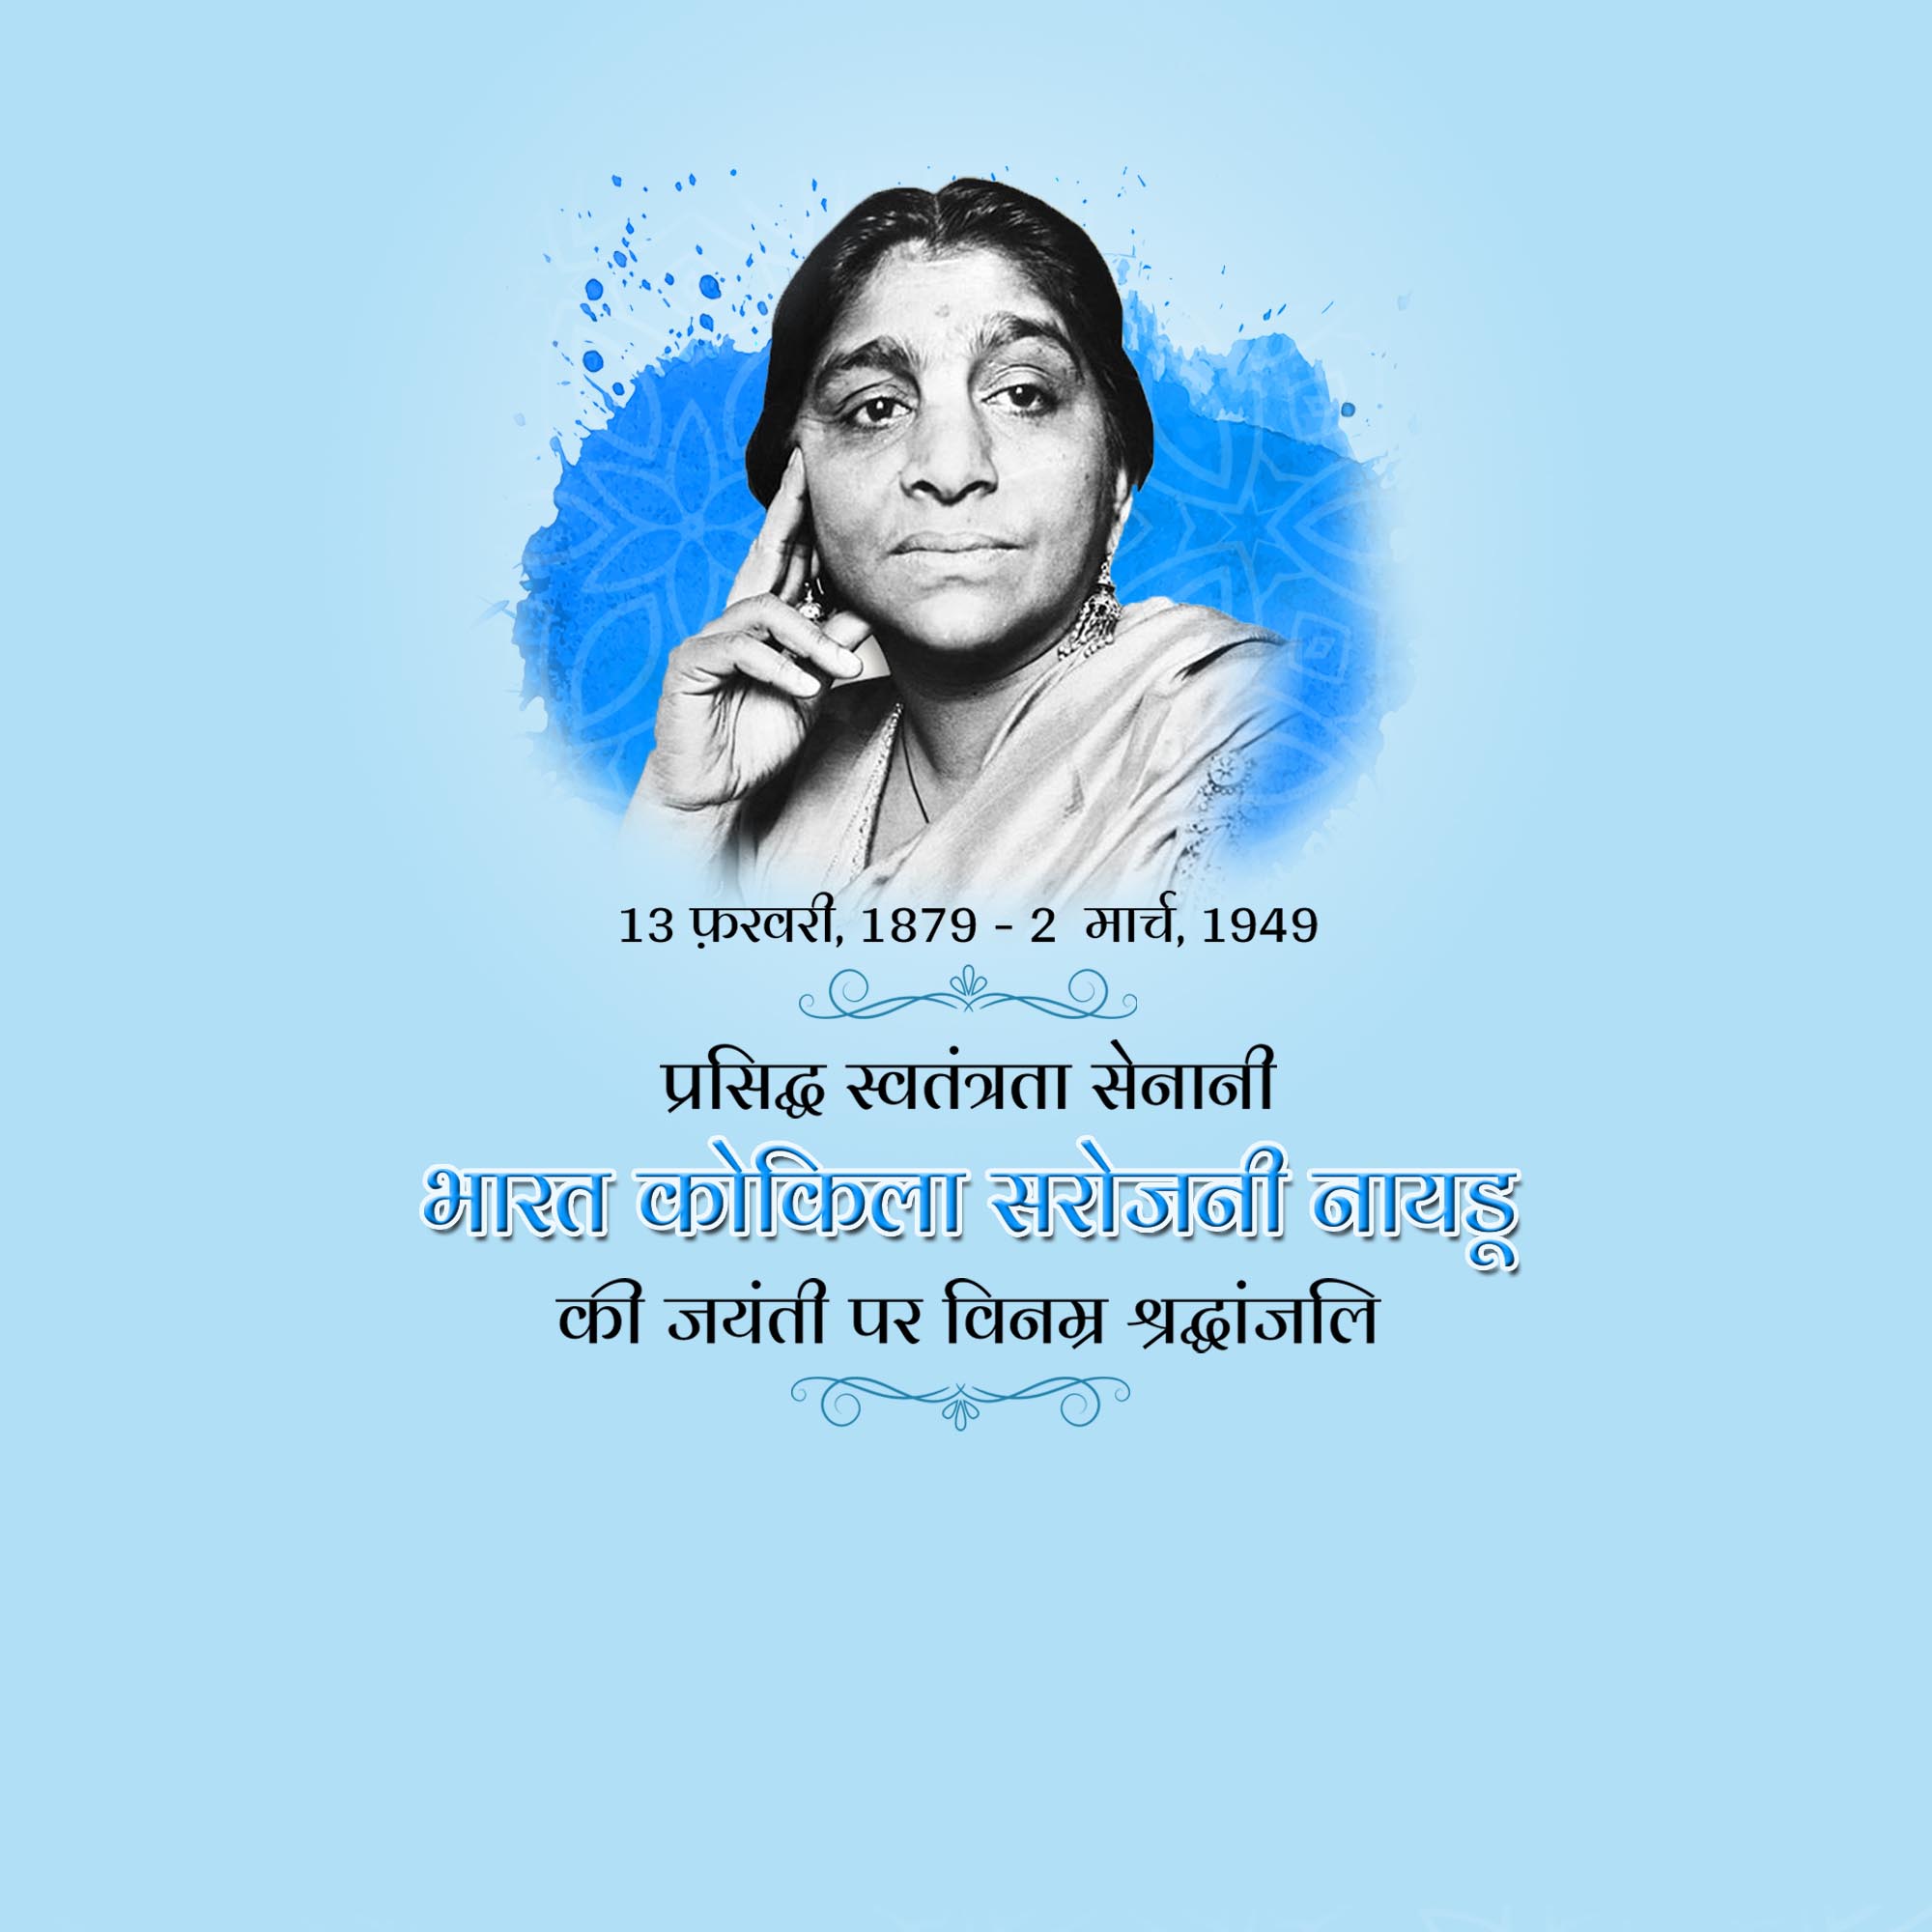 13 फ़रवरी, 1879 - 2 मार्च, 1949
प्रसिद्ध स्वतंत्रता सेनानी
भारत कोकिला सरोजनी नायडू
की जयंती पर विनम्र श्रद्धांजलि